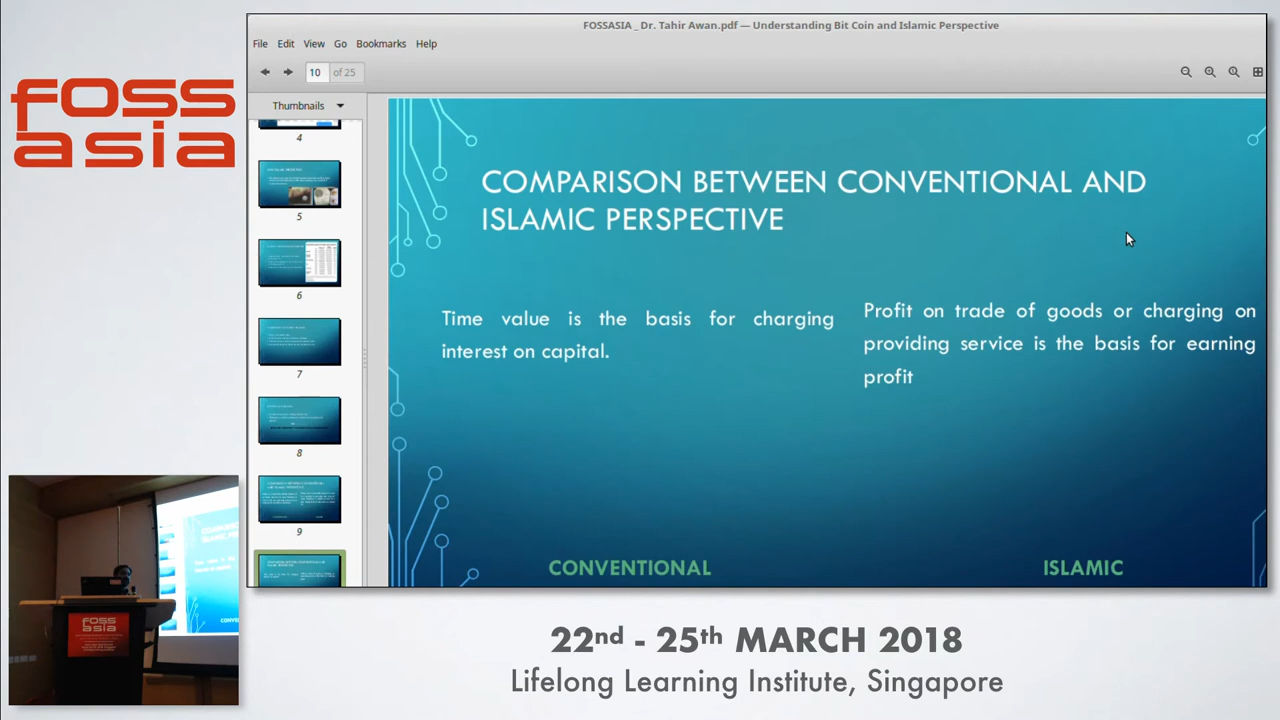 FOSSASIA _ Dr. Tahir Awan.pdf — Understanding Bit Coin and Islamic Perspective
File Edit View Go Bookmarks Help
10 of 25
Thumbnails
4
5
6
7
8
9
foss
asia
COMPARISON BETWEEN CONVENTIONAL AND
ISLAMIC PERSPECTIVE
Time value is the basis for charging
interest on capital.
Profit on trade of goods or charging on
providing service is the basis for earning
profit
CONVENTIONAL
ISLAMIC
foss
asia
22nd - 25th MARCH 2018
Lifelong Learning Institute, Singapore